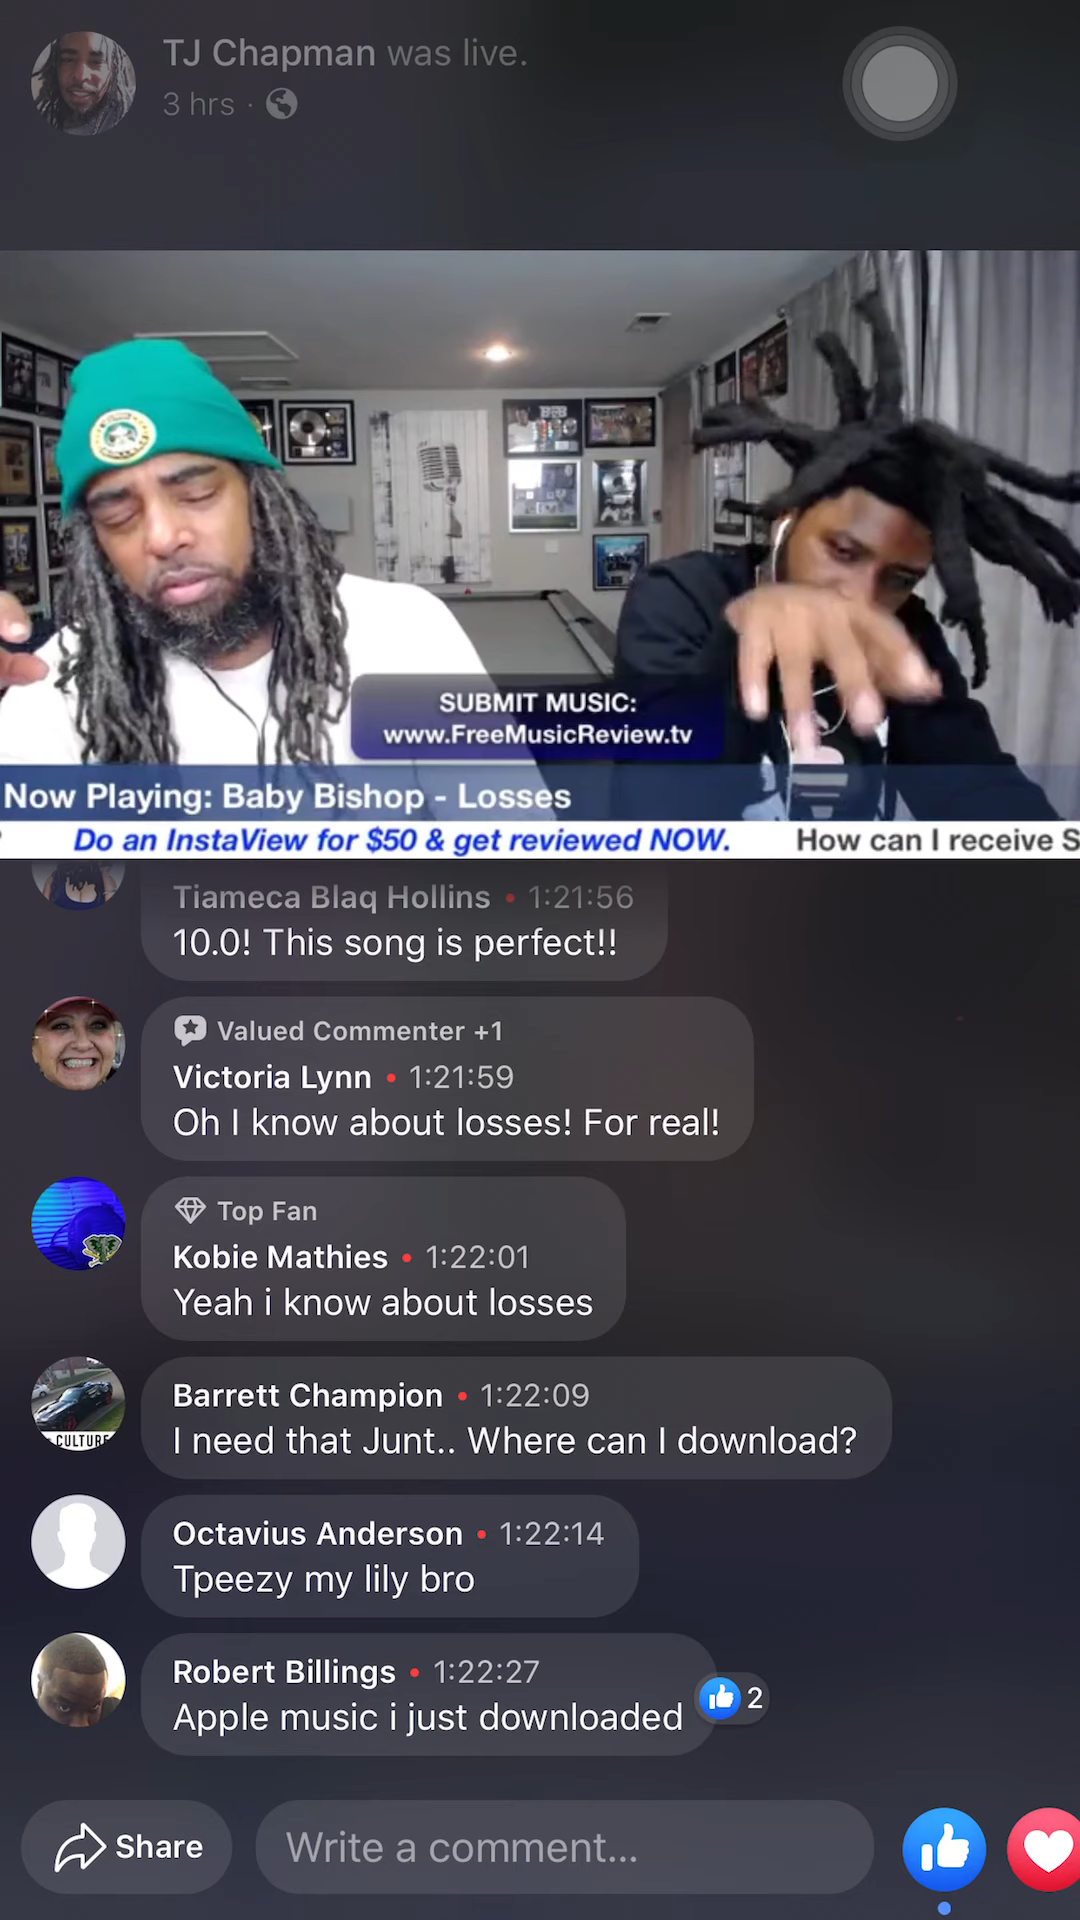 TJ Chapman was live.
3 hrs ·
SUBMIT MUSIC:
www.FreeMusicReview.tv
Now Playing: Baby Bishop - Losses
Do an InstaView for $50 & get reviewed NOW. How can I receive S
Tiameca Blaq Hollins • 1:21:56
10.0! This song is perfect!!
Valued Commenter +1
Victoria Lynn • 1:21:59
Oh I know about losses! For real!
Top Fan
Kobie Mathies • 1:22:01
Yeah i know about losses
Barrett Champion • 1:22:09
I need that Junt.. Where can I download?
CULTURE
Octavius Anderson • 1:22:14
Tpeezy my lily bro
Robert Billings • 1:22:27
Apple music i just downloaded
2
Share
Write a comment...